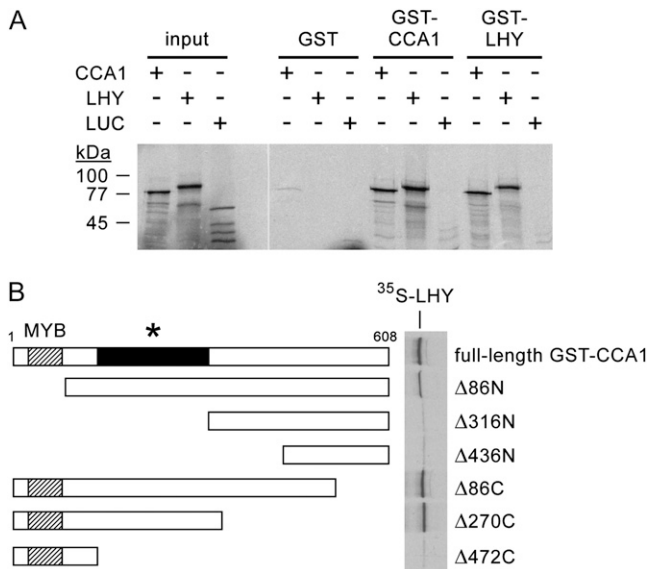 A
input GST GST-CCA1 GST-LHY
CCA1 + - - + - - + - - + - -
LHY - + - - + - - + - - + -
LUC - - + - - + - - + - - +
kDa
100
77
45
B
³⁵S-LHY
1 MYB * 608
full-length GST-CCA1
Δ86N
Δ316N
Δ436N
Δ86C
Δ270C
Δ472C